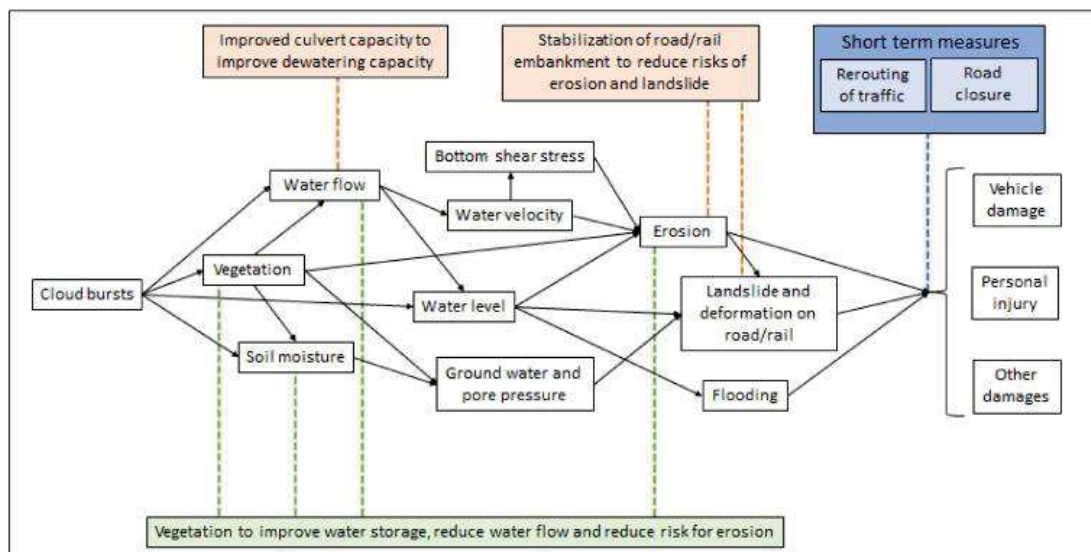 Improved culvert capacity to
improve dewatering capacity
Stabilization of road/rail
embankment to reduce risks of
erosion and landslide
Short term measures
Rerouting
of traffic
Road
closure
Bottom shear stress
Water flow
Water velocity
Vehicle
damage
Erosion
Vegetation
Cloud bursts
Water level
Landslide and
deformation on
road/rail
Personal
injury
Soil moisture
Ground water and
pore pressure
Flooding
Other
damages
Vegetation to improve water storage, reduce water flow and reduce risk for erosion